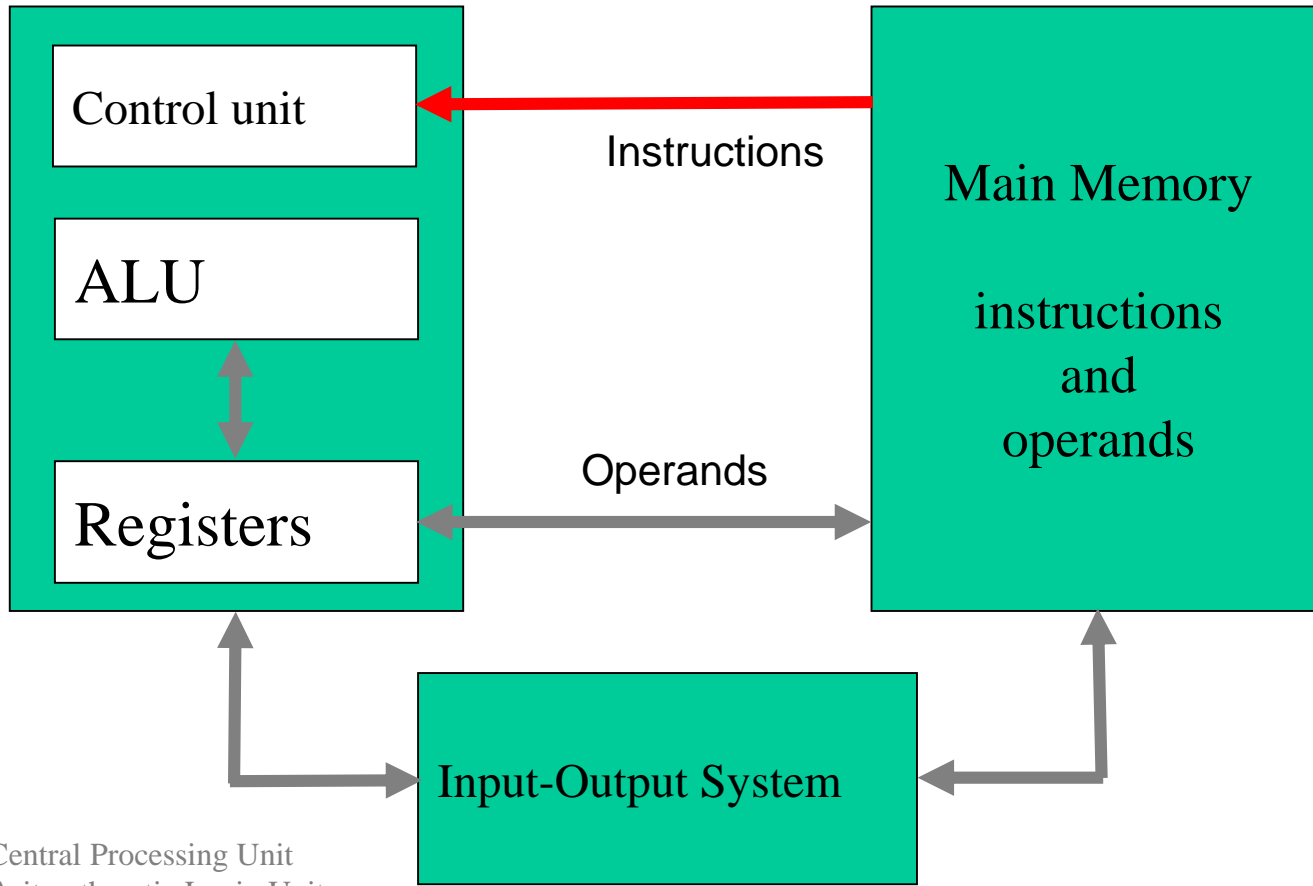 Control unit
Instructions
Main Memory
ALU
instructions
and
operands
Operands
Registers
Input-Output System
Central Processing Unit